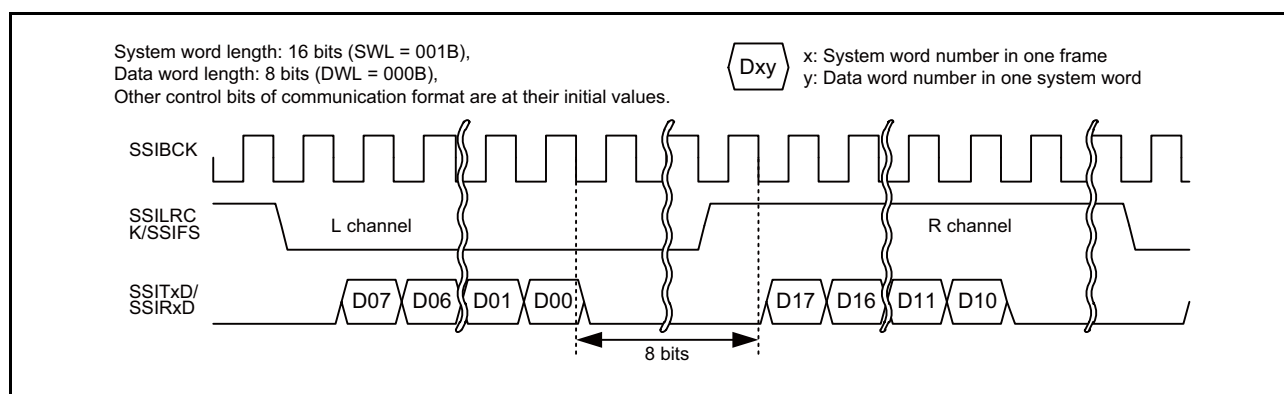 System word length: 16 bits (SWL = 001B),
Data word length: 8 bits (DWL = 000B),
Other control bits of communication format are at their initial values.
Dxy
x: System word number in one frame
y: Data word number in one system word
SSIBCK
SSILRC
K/SSIFS
L channel
R channel
SSITxD/
SSIRxD
D07 D06 D01 D00 D17 D16 D11 D10
8 bits